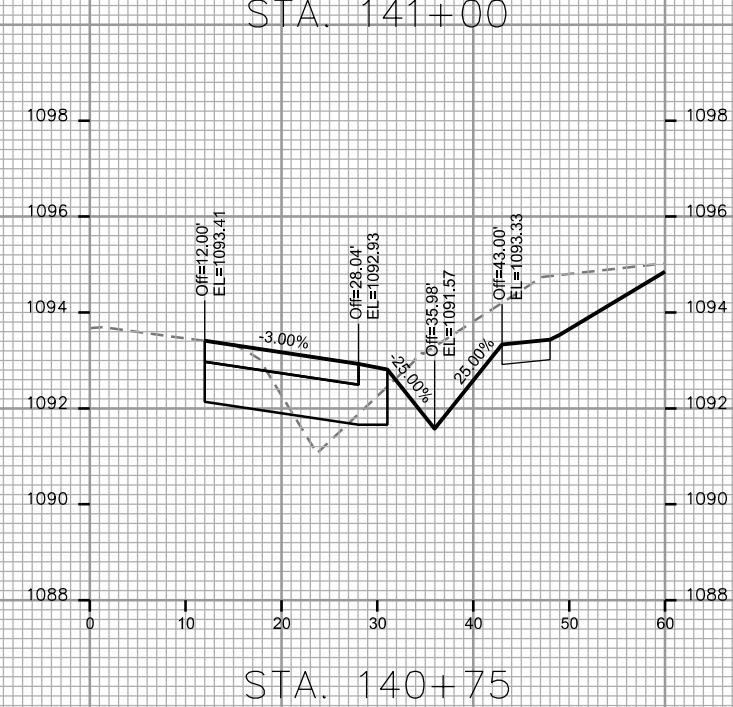 STA. 141+00
1098
1098
1096
1096
Off=12.00'
EL=1093.41
Off=28.04'
EL=1092.93
Off=35.98'
EL=1091.57
Off=43.00'
EL=1093.33
1094
1094
-3.00%
-25.00%
25.00%
1092
1092
1090
1090
1088
1088
0
10
20
30
40
50
60
STA. 140+75